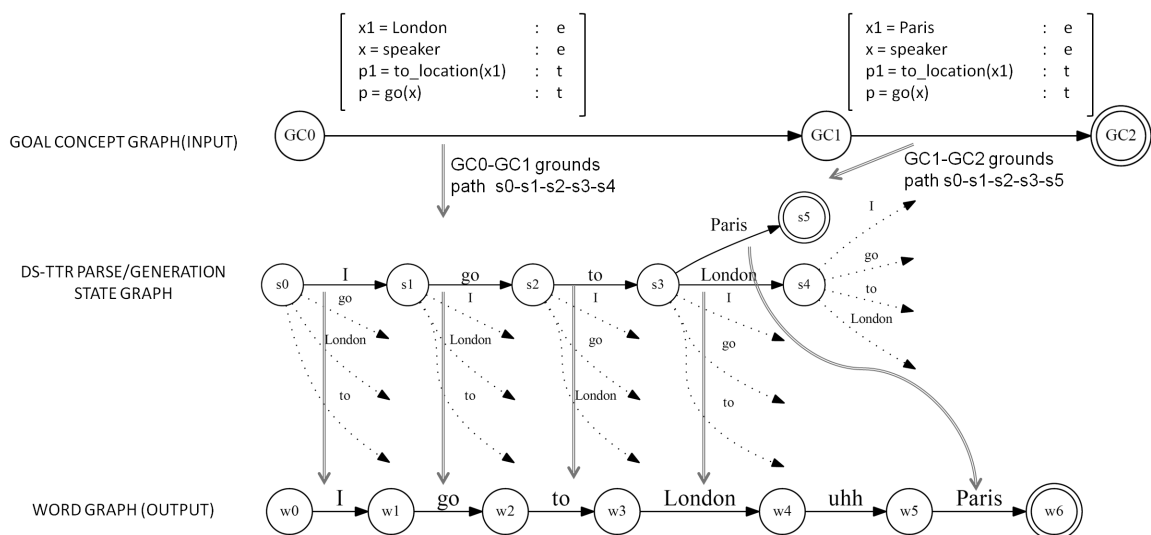 x1 = London : e
x = speaker : e
p1 = to_location(x1) : t
p = go(x) : t
x1 = Paris : e
x = speaker : e
p1 = to_location(x1) : t
p = go(x) : t
GOAL CONCEPT GRAPH(INPUT)
GC0
GC1
GC2
GC0-GC1 grounds
path s0-s1-s2-s3-s4
GC1-GC2 grounds
path s0-s1-s2-s3-s5
DS-TTR PARSE/GENERATION
STATE GRAPH
s0 I s1 go s2 to s3 London s4
Paris s5
go London to
I London to
I go London
I go to
I go to London
WORD GRAPH (OUTPUT)
w0 I w1 go w2 to w3 London w4 uhh w5 Paris w6